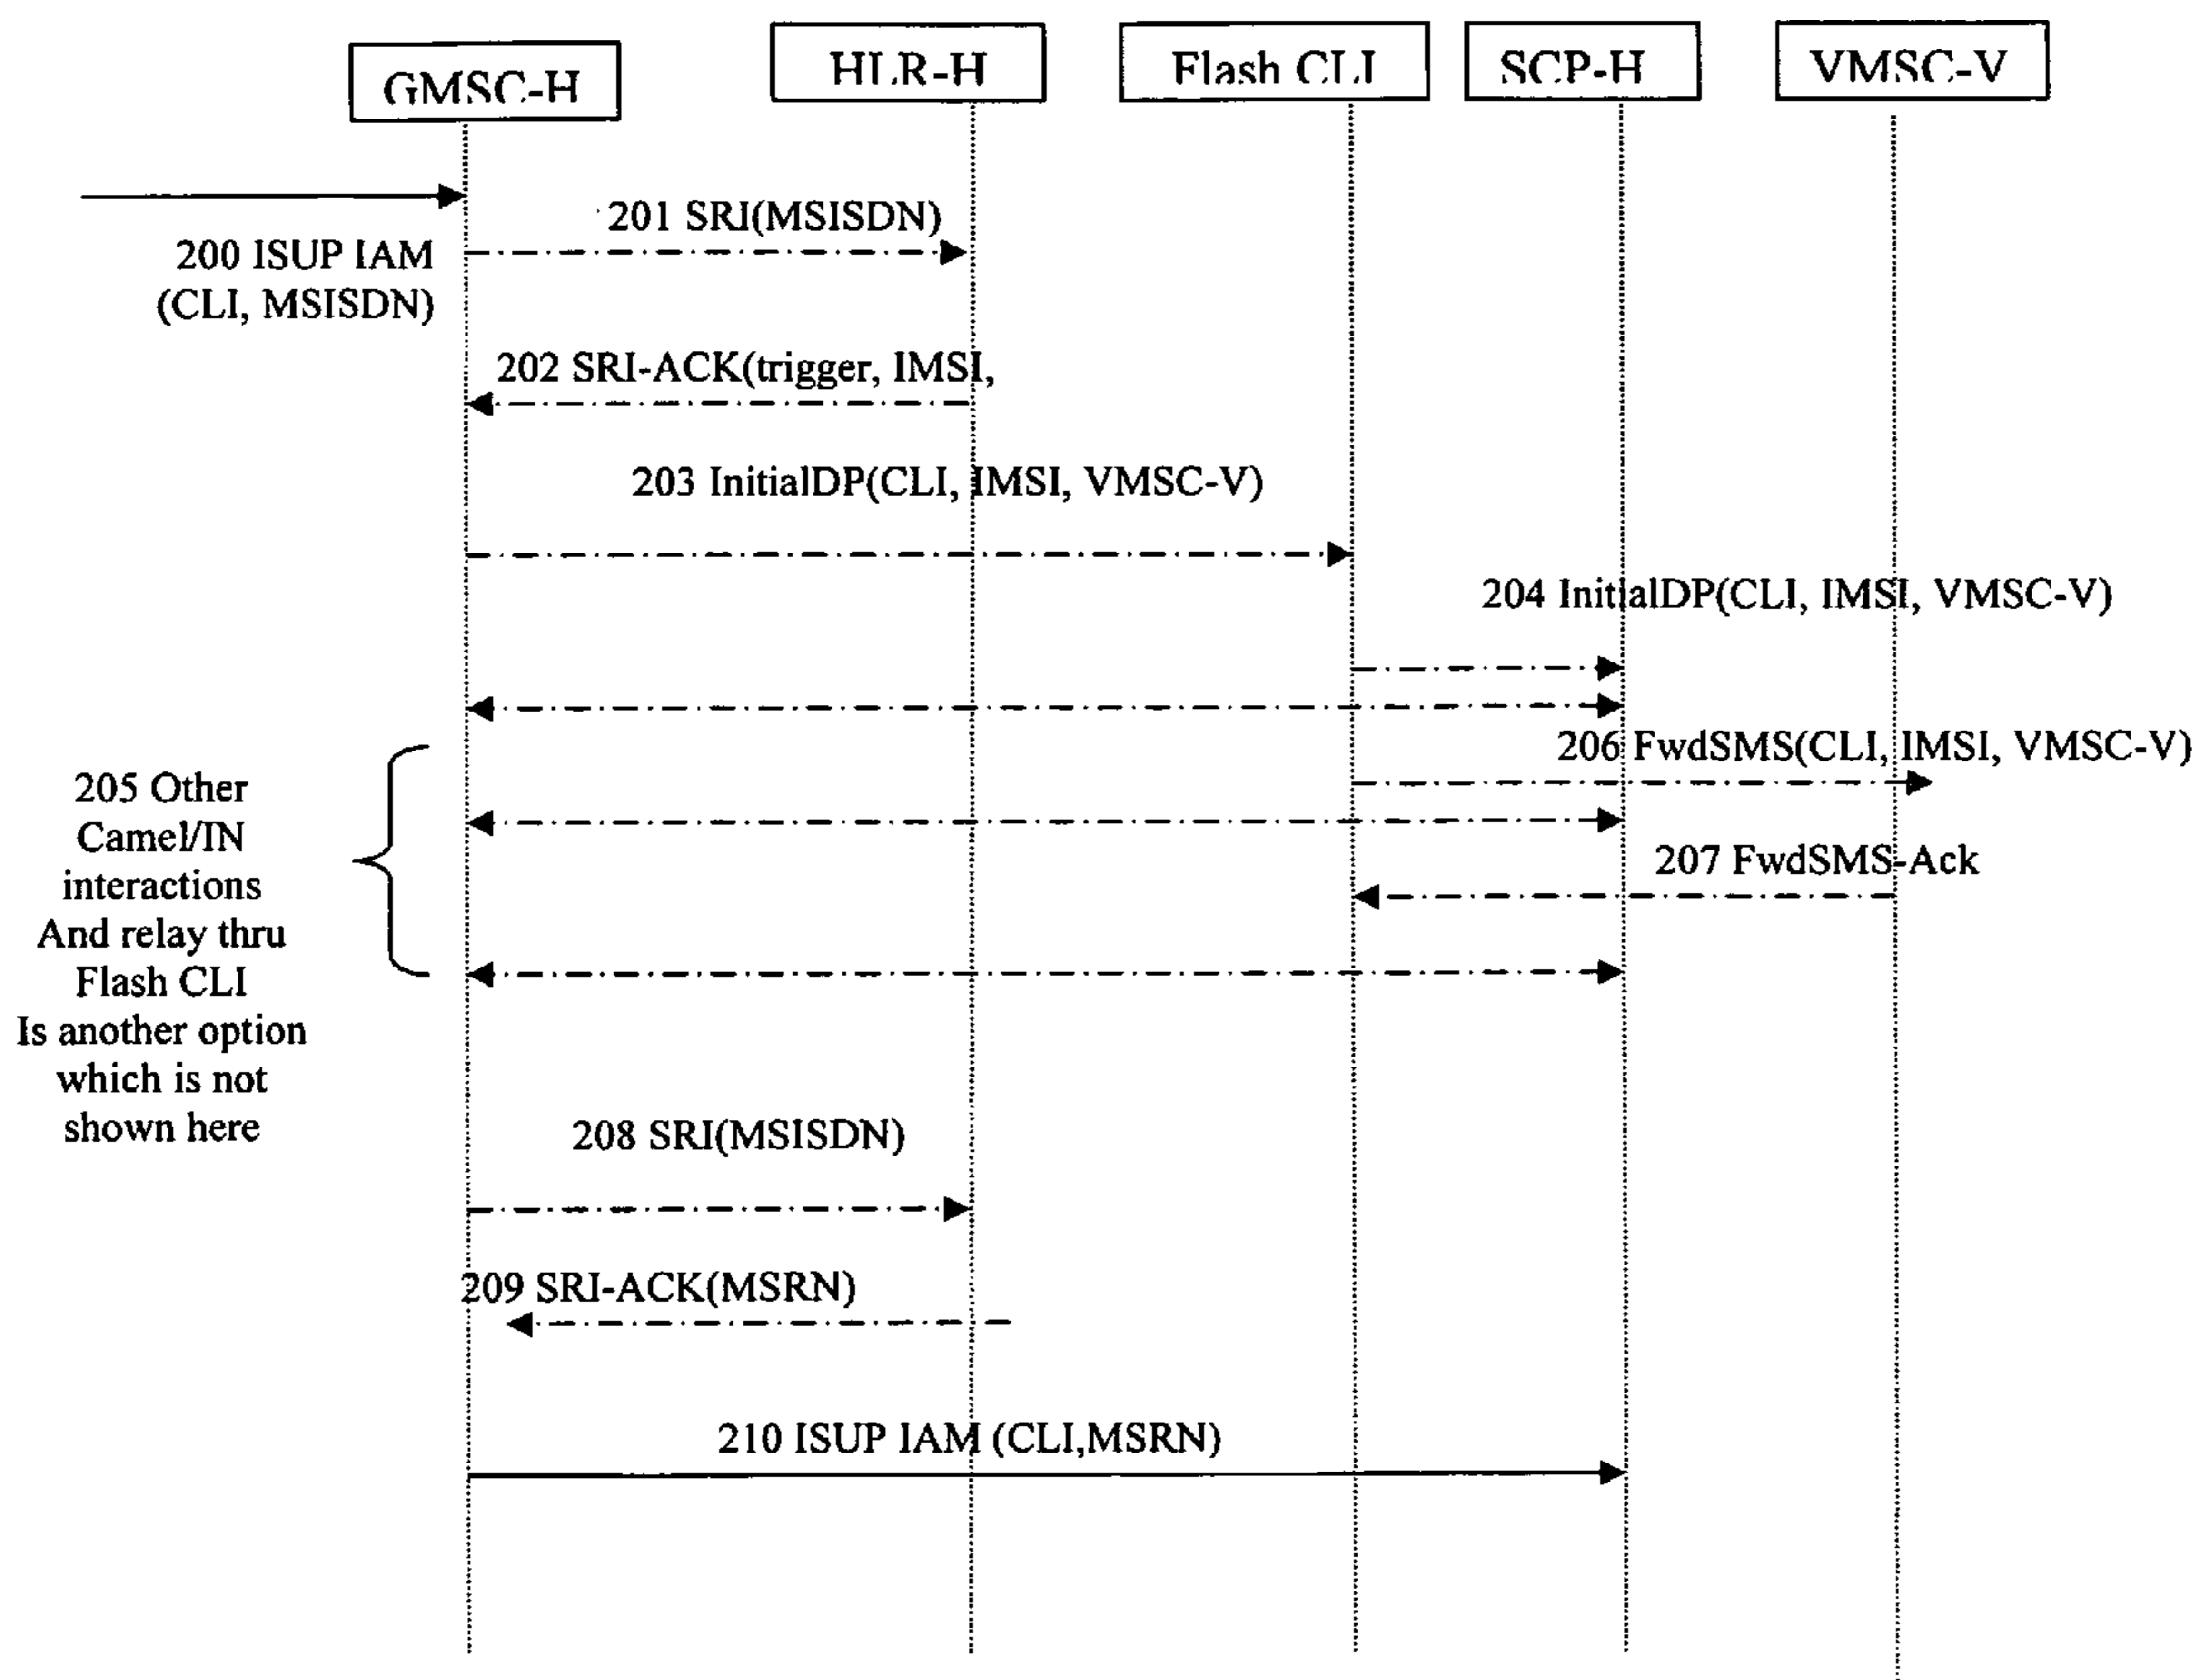 GMSC-H
HLR-H
Flash CLI
SCP-H
VMSC-V
200 ISUP IAM
(CLI, MSISDN)
201 SRI(MSISDN)
202 SRI-ACK(trigger, IMSI,
203 InitialDP(CLI, IMSI, VMSC-V)
204 InitialDP(CLI, IMSI, VMSC-V)
205 Other
Camel/IN
interactions
And relay thru
Flash CLI
Is another option
which is not
shown here
206 FwdSMS(CLI, IMSI, VMSC-V)
207 FwdSMS-Ack
208 SRI(MSISDN)
209 SRI-ACK(MSRN)
210 ISUP IAM (CLI,MSRN)